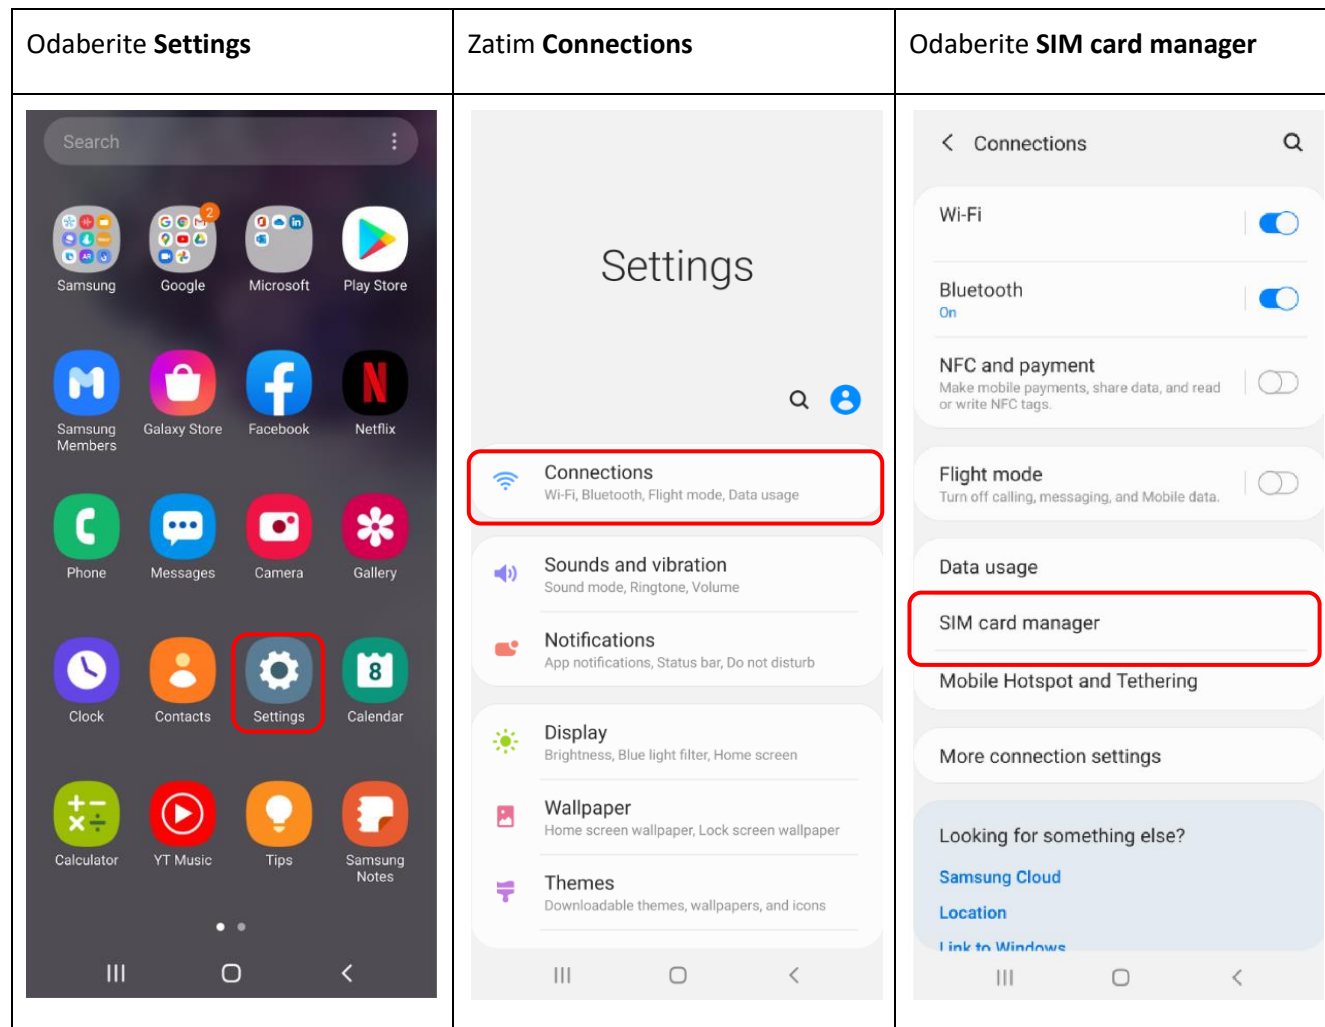 Odaberite Settings
Zatim Connections
Odaberite SIM card manager
Search
2
Samsung
Google
Microsoft
Play Store
Samsung
Members
Galaxy Store
Facebook
Netflix
Phone
Messages
Camera
Gallery
8
Clock
Contacts
Settings
Calendar
Calculator
YT Music
Tips
Samsung
Notes
Settings
Connections
Wi-Fi, Bluetooth, Flight mode, Data usage
Sounds and vibration
Sound mode, Ringtone, Volume
Notifications
App notifications, Status bar, Do not disturb
Display
Brightness, Blue light filter, Home screen
Wallpaper
Home screen wallpaper, Lock screen wallpaper
Themes
Downloadable themes, wallpapers, and icons
Connections
Wi-Fi
Bluetooth
On
NFC and payment
Make mobile payments, share data, and read
or write NFC tags.
Flight mode
Turn off calling, messaging, and Mobile data.
Data usage
SIM card manager
Mobile Hotspot and Tethering
More connection settings
Looking for something else?
Samsung Cloud
Location
Link to Windows